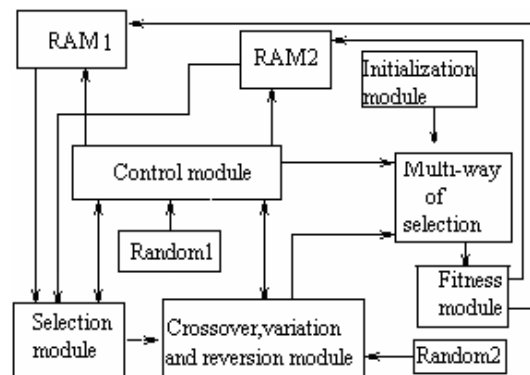 RAM1
RAM2
Initialization
module
Control module
Multi-way
of
selection
Random1
Fitness
module
Selection
module
Crossover,variation
and reversion module
Random2